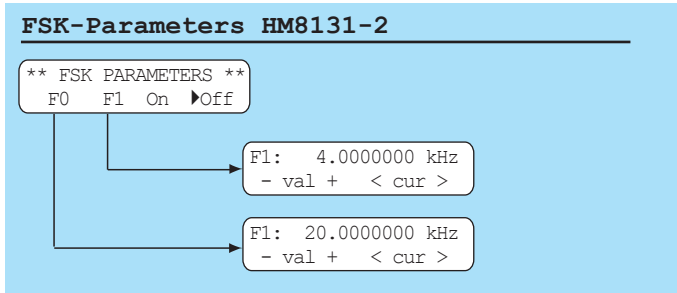 FSK-Parameters HM8131-2
** FSK PARAMETERS **
F0 F1 On ▶Off
F1: 4.0000000 kHz
- val + < cur >
F1: 20.0000000 kHz
- val + < cur >